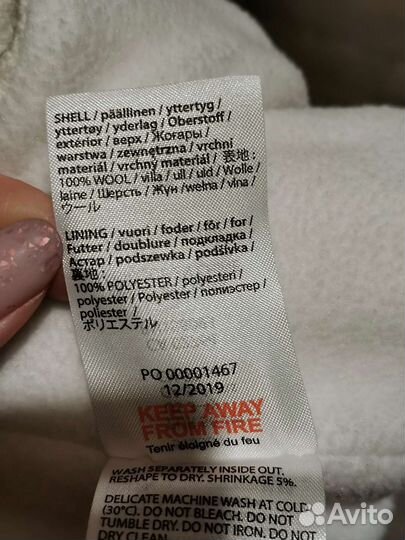 SHELL / päällinen / yttertyg /
yttertøy / yderlag / Oberstoff /
extérior / верх / Жоғары /
warstwa / zewnętrzna / vrchní
materiál / vrchný materiál / 表地 :
100% WOOL / villa / ull / uld / Wolle /
laine / Шерсть / Жүн /wełna / vlna /
ウール
LINING / vuori / foder / fôr / for /
Futter / doublure / подкладка /
Астар / podszewka / podšívka /
裏地 :
100% POLYESTER / polyesteri /
polyester / Polyester / полиэстер /
poliester /
ポリエステル
PO 00001467
12/2019
KEEP AWAY
FROM FIRE
Tenir éloigné du feu
WASH SEPARATELY INSIDE OUT.
RESHAPE TO DRY. SHRINKAGE 5%.
DELICATE MACHINE WASH AT COLD
(30°C). DO NOT BLEACH. DO NOT
TUMBLE DRY. DO NOT IRON. DO NOT
DRY CLEAN.
Avito